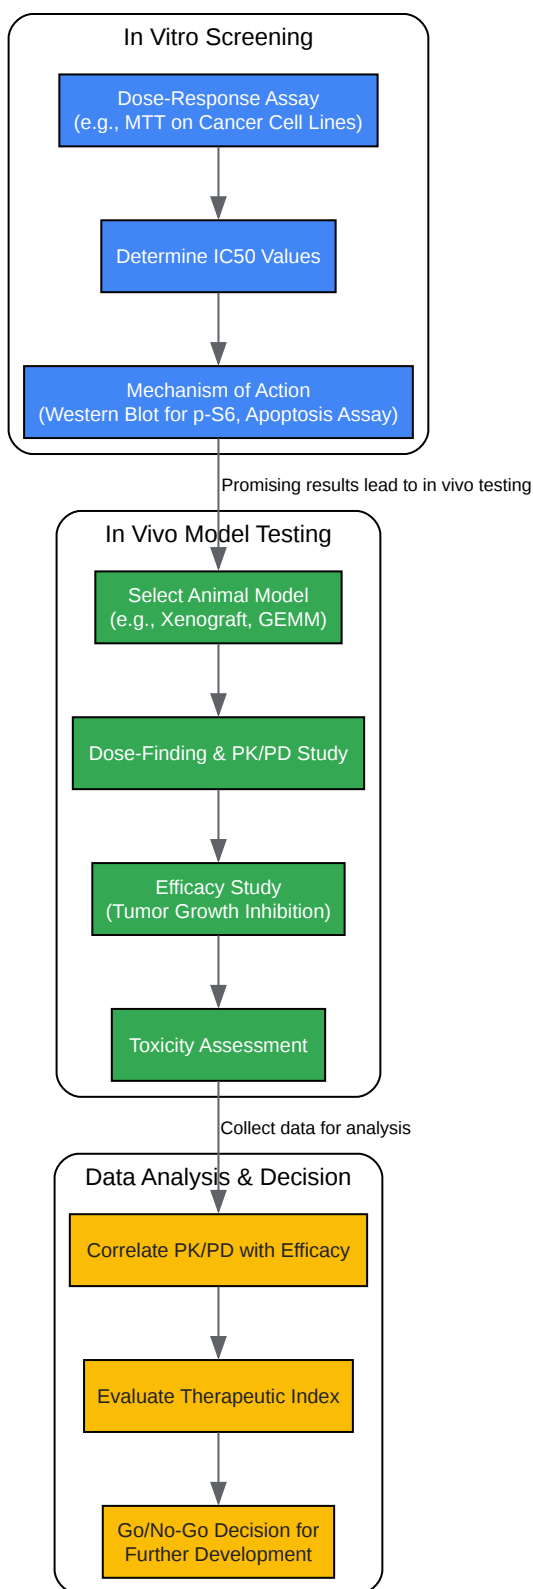 In Vitro Screening
Dose-Response Assay
(e.g., MTT on Cancer Cell Lines)
Determine IC50 Values
Mechanism of Action
(Western Blot for p-S6, Apoptosis Assay)
Promising results lead to in vivo testing
In Vivo Model Testing
Select Animal Model
(e.g., Xenograft, GEMM)
Dose-Finding & PK/PD Study
Efficacy Study
(Tumor Growth Inhibition)
Toxicity Assessment
Collect data for analysis
Data Analysis & Decision
Correlate PK/PD with Efficacy
Evaluate Therapeutic Index
Go/No-Go Decision for
Further Development